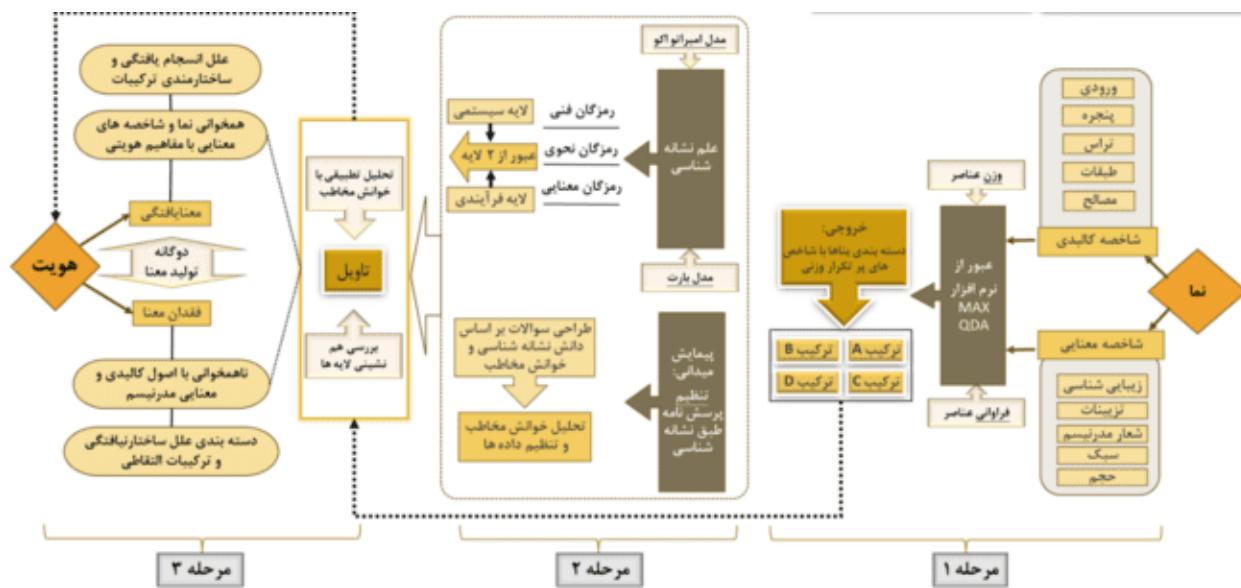 نما
شاخصه کالبدی
ورودی
پنجره
تراس
طبقات
مصالح
شاخصه معنایی
زیبایی شناسی
تزیینات
شعار مدرنیسم
سبک
حجم
وزن عناصر
عبور از
نرم افزار
MAX
QDA
فراوانی عناصر
خروجی:
دسته بندی بناها با شاخص
های پر تکرار وزنی
ترکیب A
ترکیب B
ترکیب C
ترکیب D
مرحله ۱
مدل امبرتو اکو
علم نشانه
شناسی
مدل بارت
رمزگان فنی
رمزگان نحوی
رمزگان معنایی
لایه سیستمی
عبور از ۲ لایه
لایه فرآیندی
پیمایش
میدانی:
تنظیم
پرسش نامه
طبق نشانه
شناسی
طراحی سوالات بر اساس
دانش نشانه شناسی و
خوانش مخاطب
تحلیل خوانش مخاطب
و تنظیم داده ها
مرحله ۲
تحلیل تطبیقی با
خوانش مخاطب
تاویل
بررسی هم
نشینی لایه ها
علل انسجام یافتگی و
ساختارمندی ترکیبات
همخوانی نما و شاخصه های
معنایی با مفاهیم هویتی
معنایافتگی
دوگانه
تولید معنا
هویت
فقدان معنا
ناهمخوانی با اصول کالبدی و
معنایی مدرنیسم
دسته بندی علل ساختارنیافتگی
و ترکیبات التقاطی
مرحله ۳